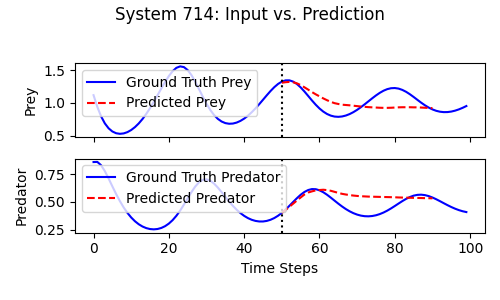 System 714: Input vs. Prediction
1.5
1.0
0.5
Prey
Ground Truth Prey
Predicted Prey
0.75
0.50
0.25
Predator
Ground Truth Predator
Predicted Predator
0 20 40 60 80 100
Time Steps